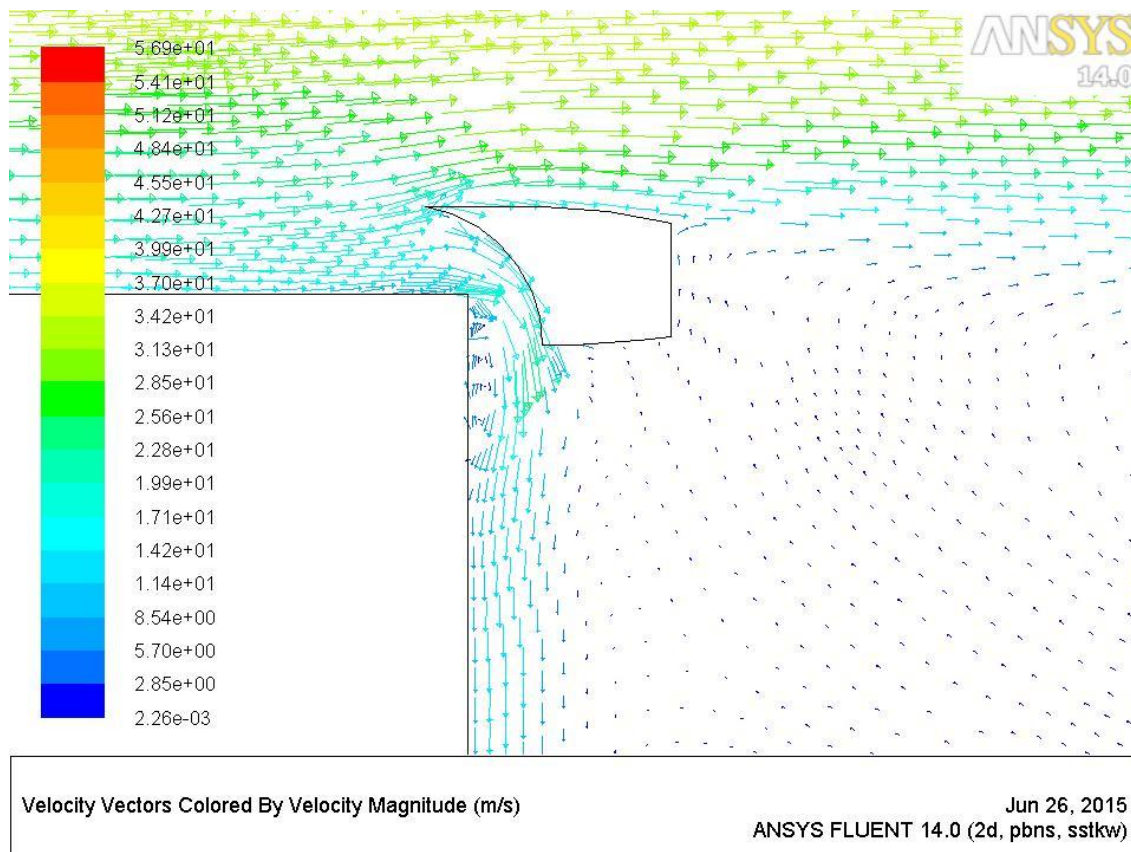 ANSYS
14.0
5.69e+01
5.41e+01
5.12e+01
4.84e+01
4.55e+01
4.27e+01
3.99e+01
3.70e+01
3.42e+01
3.13e+01
2.85e+01
2.56e+01
2.28e+01
1.99e+01
1.71e+01
1.42e+01
1.14e+01
8.54e+00
5.70e+00
2.85e+00
2.26e-03
Velocity Vectors Colored By Velocity Magnitude (m/s)
Jun 26, 2015
ANSYS FLUENT 14.0 (2d, pbns, sstkw)